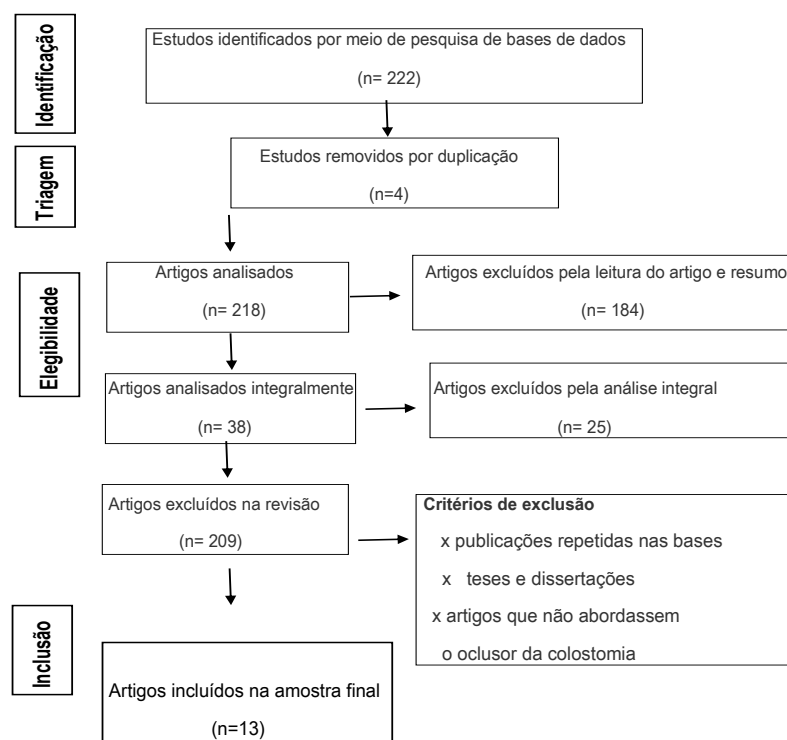 Identificação
Estudos identificados por meio de pesquisa de bases de dados
(n= 222)
Triagem
Estudos removidos por duplicação
(n=4)
Elegibilidade
Artigos analisados
(n= 218)
Artigos excluídos pela leitura do artigo e resumo
(n= 184)
Artigos analisados integralmente
(n= 38)
Artigos excluídos pela análise integral
(n= 25)
Artigos excluídos na revisão
(n= 209)
Critérios de exclusão
x publicações repetidas nas bases
x teses e dissertações
x artigos que não abordassem
o oclusor da colostomia
Inclusão
Artigos incluídos na amostra final
(n=13)